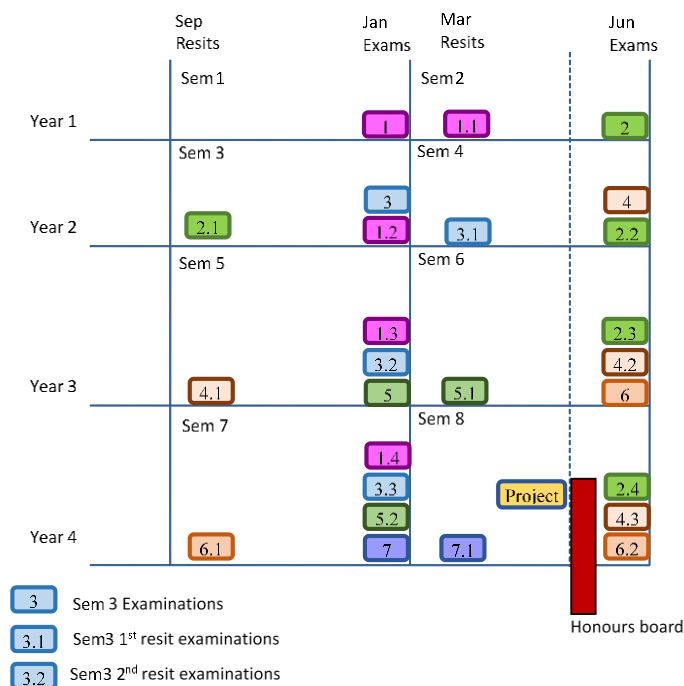 Sep Resits
Jan Exams
Mar Resits
Jun Exams
Sem 1
Sem 2
Year 1
1
1.1
2
Sem 3
Sem 4
3
4
Year 2
2.1
1.2
3.1
2.2
Sem 5
Sem 6
1.3
2.3
3.2
4.2
Year 3
4.1
5
5.1
6
Sem 7
Sem 8
1.4
3.3
Project
2.4
5.2
4.3
Year 4
6.1
7
7.1
6.2
3 Sem 3 Examinations
Honours board
3.1 Sem3 1st resit examinations
3.2 Sem3 2nd resit examinations